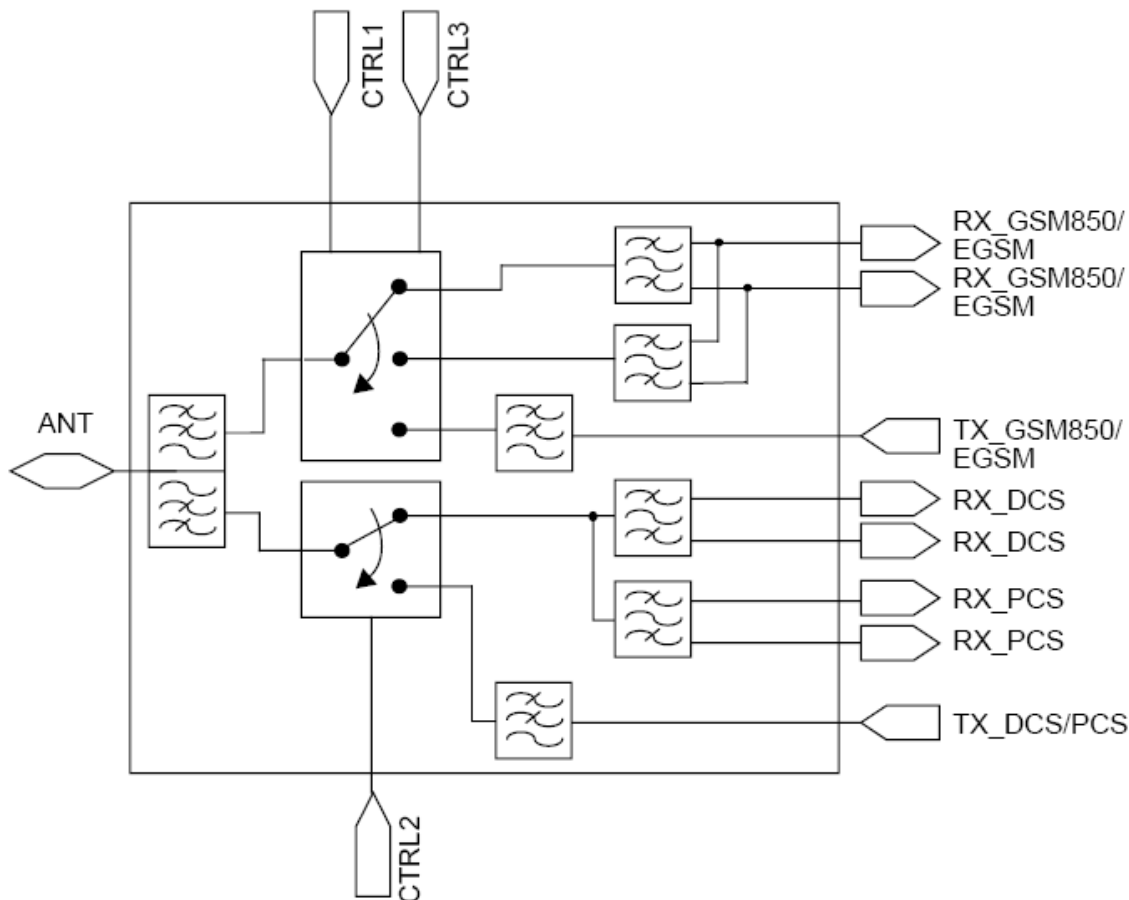 CTRL1
CTRL3
RX_GSM850/
EGSM
RX_GSM850/
EGSM
ANT
TX_GSM850/
EGSM
RX_DCS
RX_DCS
RX_PCS
RX_PCS
TX_DCS/PCS
CTRL2